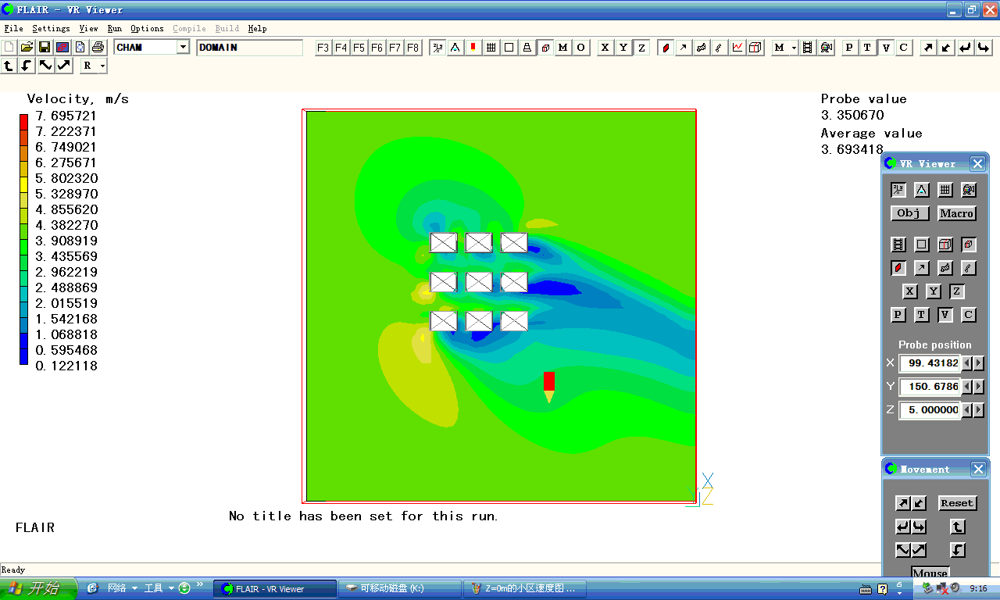 FLAIR - VR Viewer
File Settings View Run Options Compile Build Help
CHAM DOMAIN F3 F4 F5 F6 F7 F8 M O X Y Z M P T V C
R
Velocity, m/s
7.695721
7.222371
6.749021
6.275671
5.802320
5.328970
4.855620
4.382270
3.908919
3.435569
2.962219
2.488869
2.015519
1.542168
1.068818
0.595468
0.122118
Probe value
3.350670
Average value
3.693418
VR Viewer
Obj Macro
X Y Z
P T V C
Probe position
X 99.43182
Y 150.6786
Z 5.000000
X
Z
Movement
Reset
Mouse
No title has been set for this run.
FLAIR
Ready
开始 网络 工具 » FLAIR - VR Viewer 可移动磁盘 (K:) Z=0m的小区速度图 ... 9:16